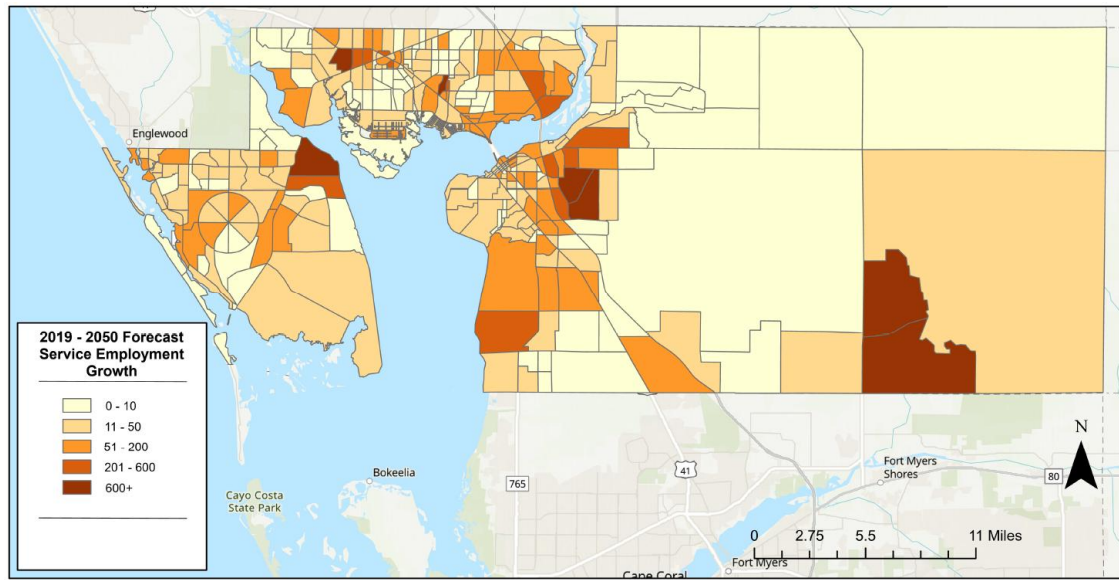 Englewood
2019 - 2050 Forecast
Service Employment
Growth
0 - 10
11 - 50
51 - 200
201 - 600
600+
Bokeelia
Cayo Costa
State Park
765
41
Fort Myers
Shores
80
N
0 2.75 5.5 11 Miles
Fort Myers
Cape Coral